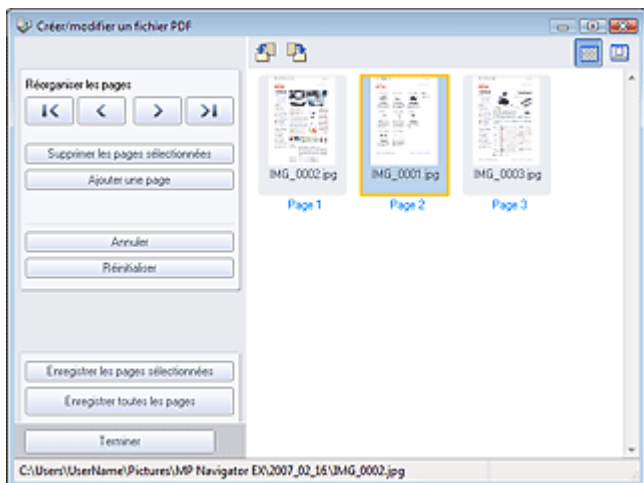 Créer/modifier un fichier PDF
Réorganiser les pages
Supprimer les pages sélectionnées
Ajouter une page
Annuler
Réinitialiser
Enregistrer les pages sélectionnées
Enregistrer toutes les pages
Terminer
IMG_0002.jpg IMG_0001.jpg IMG_0003.jpg
Page 1 Page 2 Page 3
C:\Users\UserName\Pictures\MP Navigator EX\2007_02_16\IMG_0002.jpg